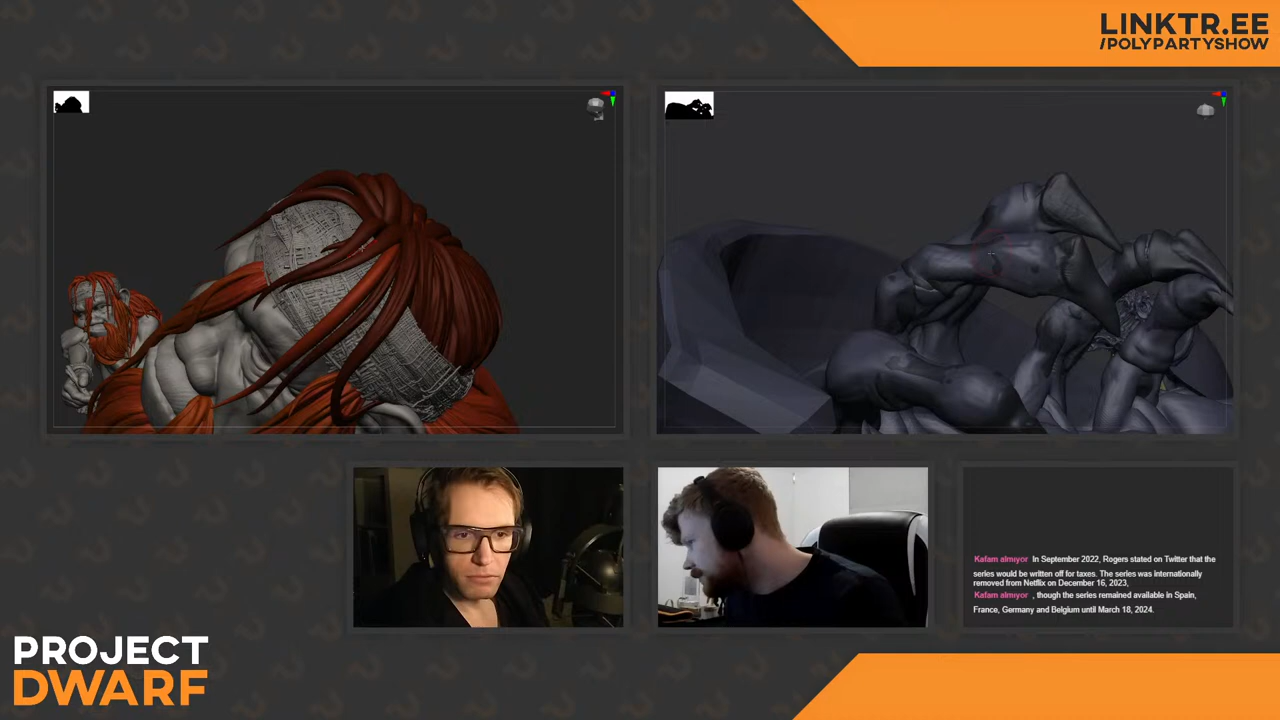 LINKTR.EE
/POLYPARTYSHOW
Kafam almıyor In September 2022, Rogers stated on Twitter that the
series would be written off for taxes. The series was internationally
removed from Netflix on December 16, 2023,
Kafam almıyor , though the series remained available in Spain,
France, Germany and Belgium until March 18, 2024.
PROJECT
DWARF